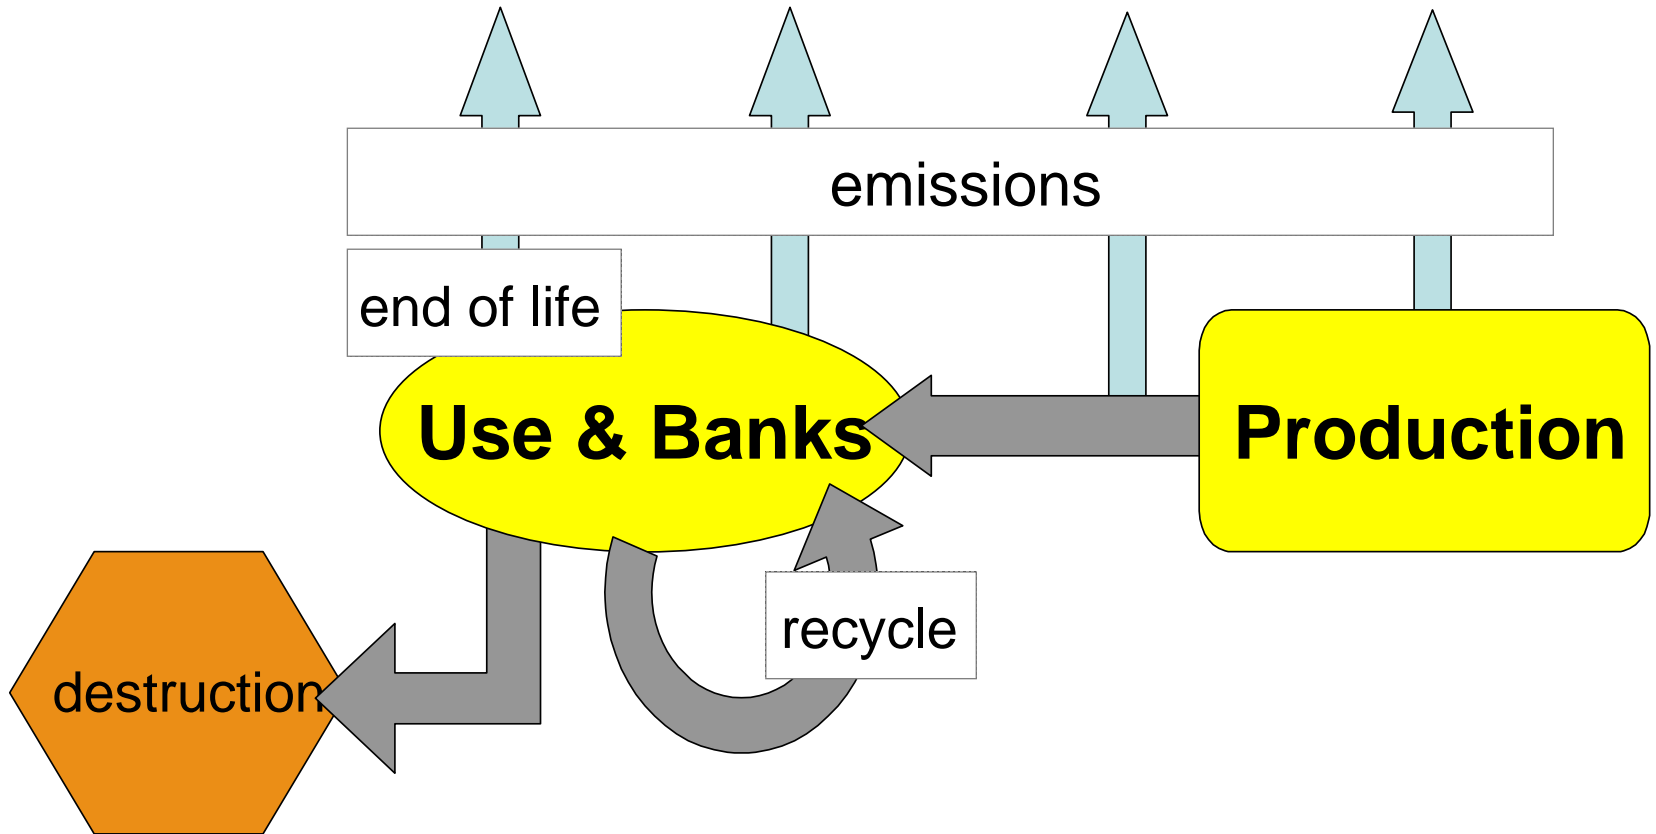 emissions
end of life
Use & Banks
Production
recycle
destruction